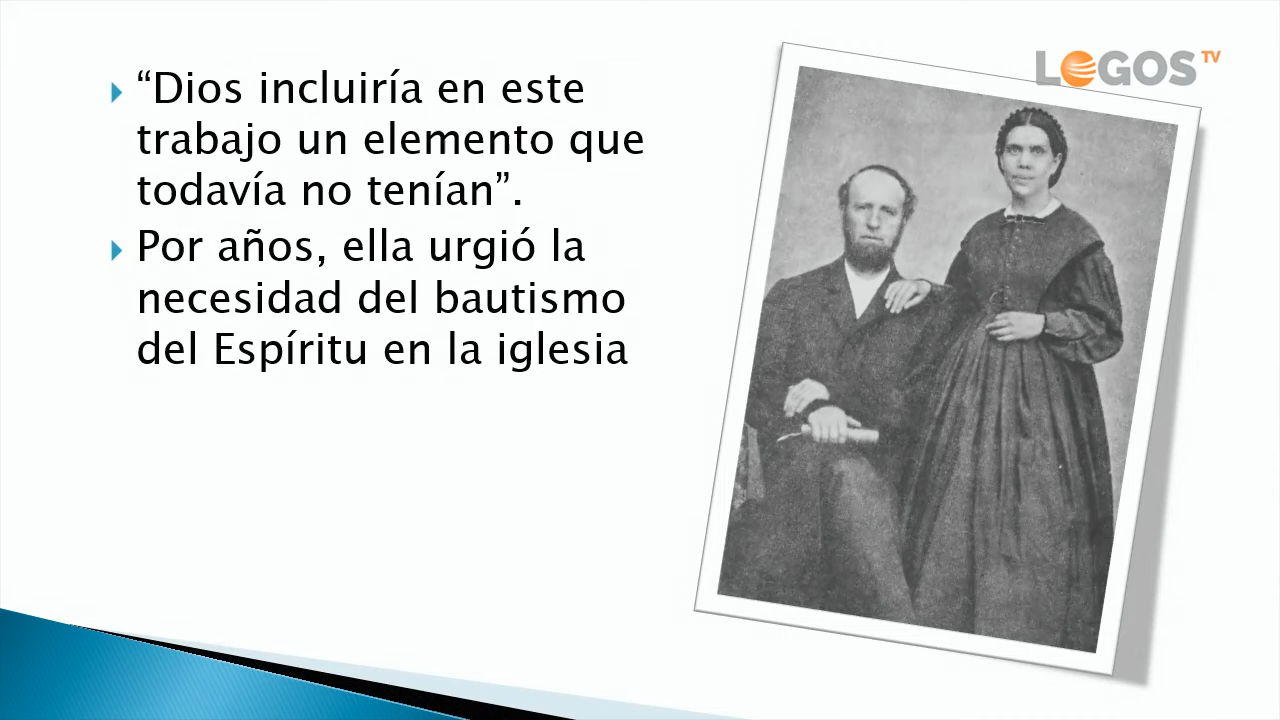 LOGOS TV
“Dios incluiría en este
trabajo un elemento que
todavía no tenían”.
Por años, ella urgió la
necesidad del bautismo
del Espíritu en la iglesia